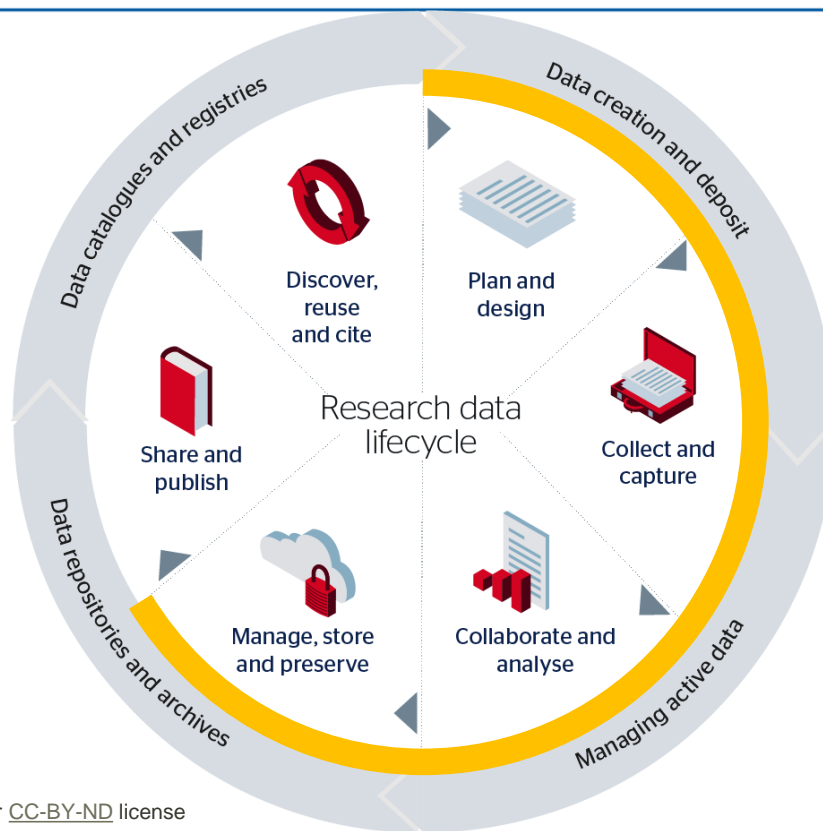 Data creation and deposit
Data catalogues and registries
Discover,
reuse
and cite
Plan and
design
Research data
lifecycle
Share and
publish
Collect and
capture
Manage, store
and preserve
Collaborate and
analyse
Data repositories and archives
Managing active data
CC-BY-ND license